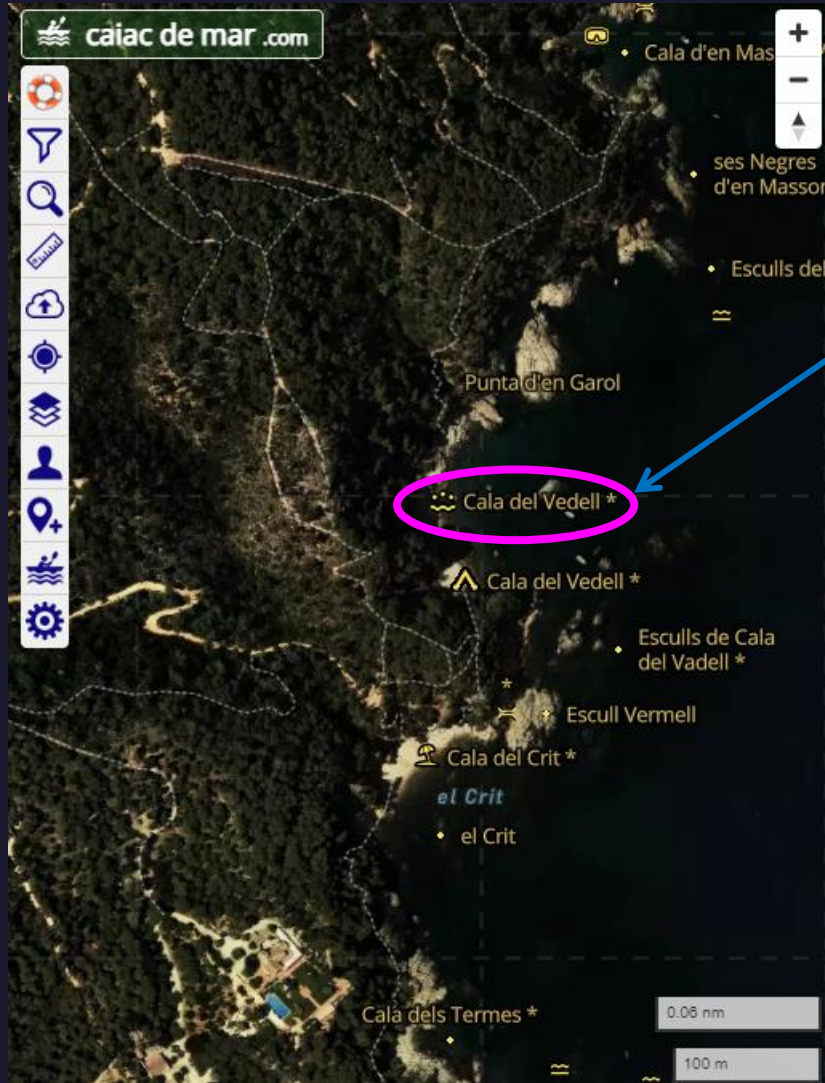 caiac de mar .com
Cala d'en Mas
ses Negres
d'en Masson
Esculls del
Punta d'en Garol
Cala del Vedell *
Cala del Vedell *
Esculls de Cala
del Vadell *
*
Escull Vermell
Cala del Crit *
el Crit
el Crit
Cala dels Termes *
0.06 nm
100 m